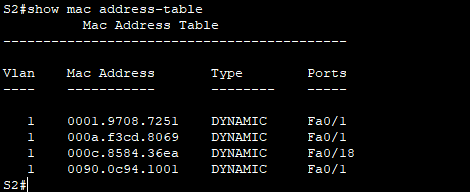 S2#show mac address-table
Mac Address Table
-------------------------------------------
Vlan Mac Address Type Ports
---- ----------- -------- -----
1 0001.9708.7251 DYNAMIC Fa0/1
1 000a.f3cd.8069 DYNAMIC Fa0/1
1 000c.8584.36ea DYNAMIC Fa0/18
1 0090.0c94.1001 DYNAMIC Fa0/1
S2#